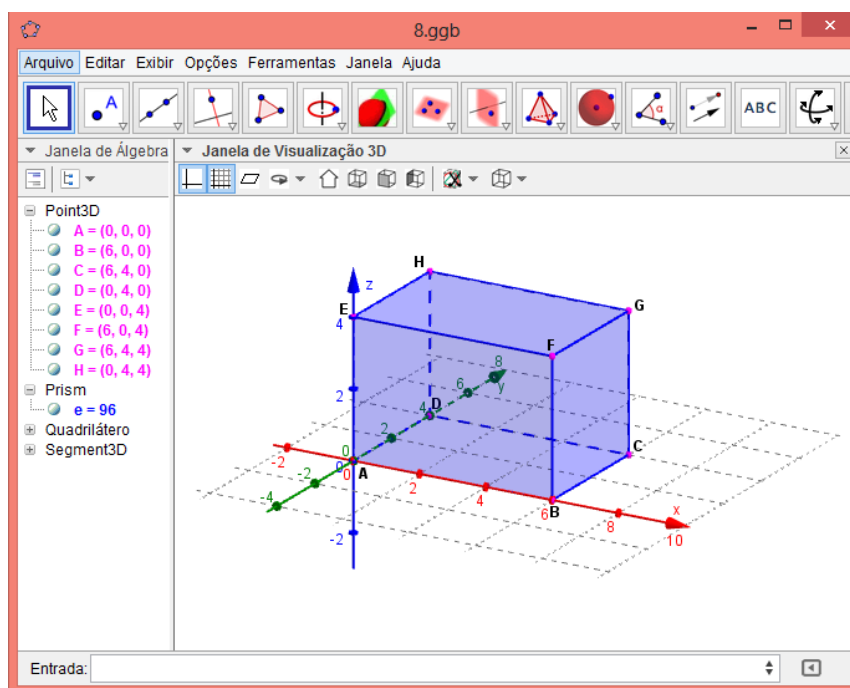 8.ggb
Arquivo Editar Exibir Opções Ferramentas Janela Ajuda
A
α
ABC
Janela de Álgebra
Janela de Visualização 3D
Point3D
A = (0, 0, 0)
B = (6, 0, 0)
C = (6, 4, 0)
D = (0, 4, 0)
E = (0, 0, 4)
F = (6, 0, 4)
G = (6, 4, 4)
H = (0, 4, 4)
Prism
e = 96
Quadrilátero
Segment3D
H
z
E
4
G
F
8
6
y
2
4
D
2
0
-2
0
0
A
C
-2
2
4
6
B
-4
8
x
10
-2
Entrada: